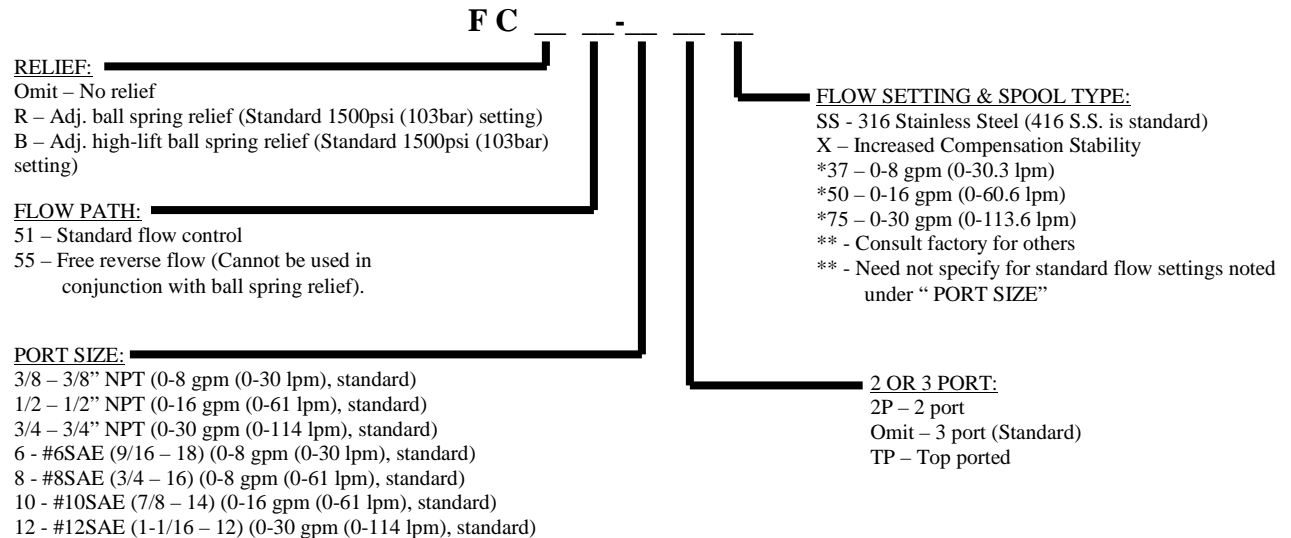 F C __ __-__ __ __
RELIEF:
Omit – No relief
R – Adj. ball spring relief (Standard 1500psi (103bar) setting)
B – Adj. high-lift ball spring relief (Standard 1500psi (103bar)
setting)
FLOW PATH:
51 – Standard flow control
55 – Free reverse flow (Cannot be used in
conjunction with ball spring relief).
PORT SIZE:
3/8 – 3/8” NPT (0-8 gpm (0-30 lpm), standard)
1/2 – 1/2” NPT (0-16 gpm (0-61 lpm), standard)
3/4 – 3/4” NPT (0-30 gpm (0-114 lpm), standard)
6 - #6SAE (9/16 – 18) (0-8 gpm (0-30 lpm), standard)
8 - #8SAE (3/4 – 16) (0-8 gpm (0-61 lpm), standard)
10 - #10SAE (7/8 – 14) (0-16 gpm (0-61 lpm), standard)
12 - #12SAE (1-1/16 – 12) (0-30 gpm (0-114 lpm), standard)
FLOW SETTING & SPOOL TYPE:
SS - 316 Stainless Steel (416 S.S. is standard)
X – Increased Compensation Stability
*37 – 0-8 gpm (0-30.3 lpm)
*50 – 0-16 gpm (0-60.6 lpm)
*75 – 0-30 gpm (0-113.6 lpm)
** - Consult factory for others
** - Need not specify for standard flow settings noted
under “ PORT SIZE”
2 OR 3 PORT:
2P – 2 port
Omit – 3 port (Standard)
TP – Top ported